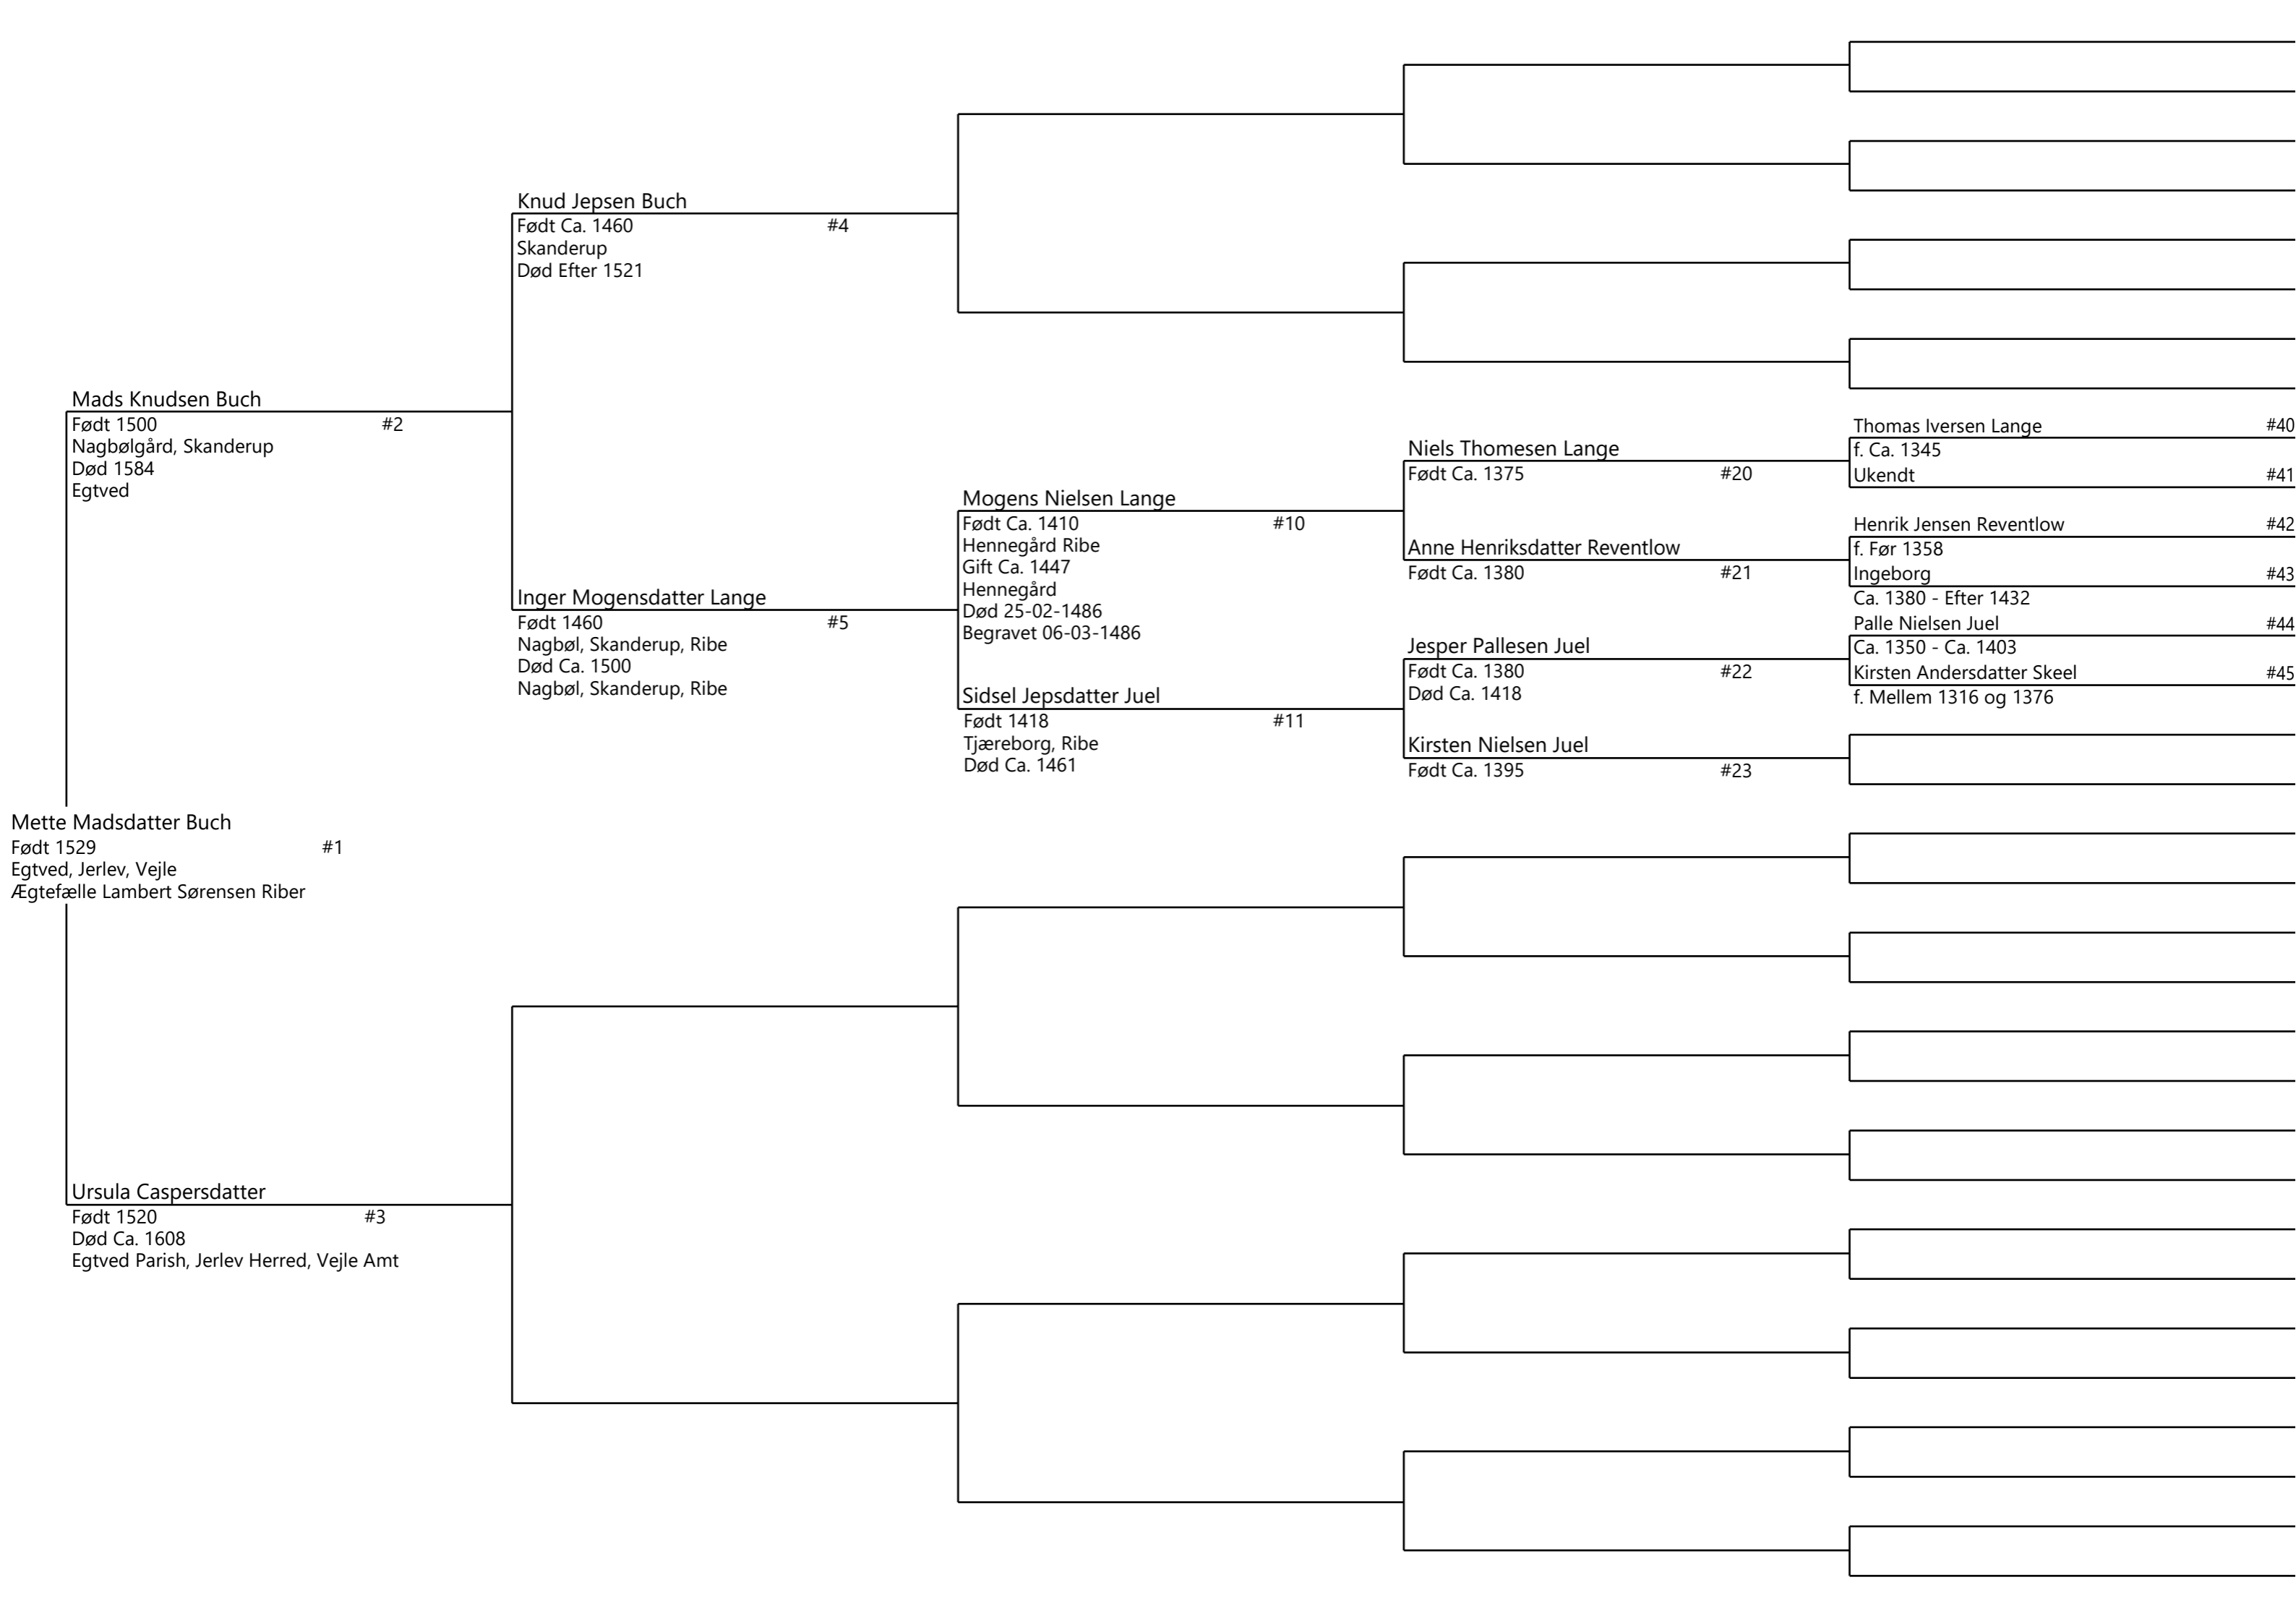 Knud Jepsen Buch
Født Ca. 1460 #4
Skanderup
Død Efter 1521
Mads Knudsen Buch
Født 1500 #2
Nagbølgård, Skanderup
Død 1584
Egtved
Inger Mogensdatter Lange
Født 1460 #5
Nagbøl, Skanderup, Ribe
Død Ca. 1500
Nagbøl, Skanderup, Ribe
Mogens Nielsen Lange
Født Ca. 1410 #10
Hennegård Ribe
Gift Ca. 1447
Hennegård
Død 25-02-1486
Begravet 06-03-1486
Sidsel Jepsdatter Juel
Født 1418 #11
Tjæreborg, Ribe
Død Ca. 1461
Niels Thomesen Lange
Født Ca. 1375 #20
Anne Henriksdatter Reventlow
Født Ca. 1380 #21
Jesper Pallesen Juel
Født Ca. 1380 #22
Død Ca. 1418
Kirsten Nielsen Juel
Født Ca. 1395 #23
Thomas Iversen Lange #40
f. Ca. 1345
Ukendt #41
Henrik Jensen Reventlow #42
f. Før 1358
Ingeborg #43
Ca. 1380 - Efter 1432
Palle Nielsen Juel #44
Ca. 1350 - Ca. 1403
Kirsten Andersdatter Skeel #45
f. Mellem 1316 og 1376
Mette Madsdatter Buch
Født 1529 #1
Egtved, Jerlev, Vejle
Ægtefælle Lambert Sørensen Riber
Ursula Caspersdatter
Født 1520 #3
Død Ca. 1608
Egtved Parish, Jerlev Herred, Vejle Amt